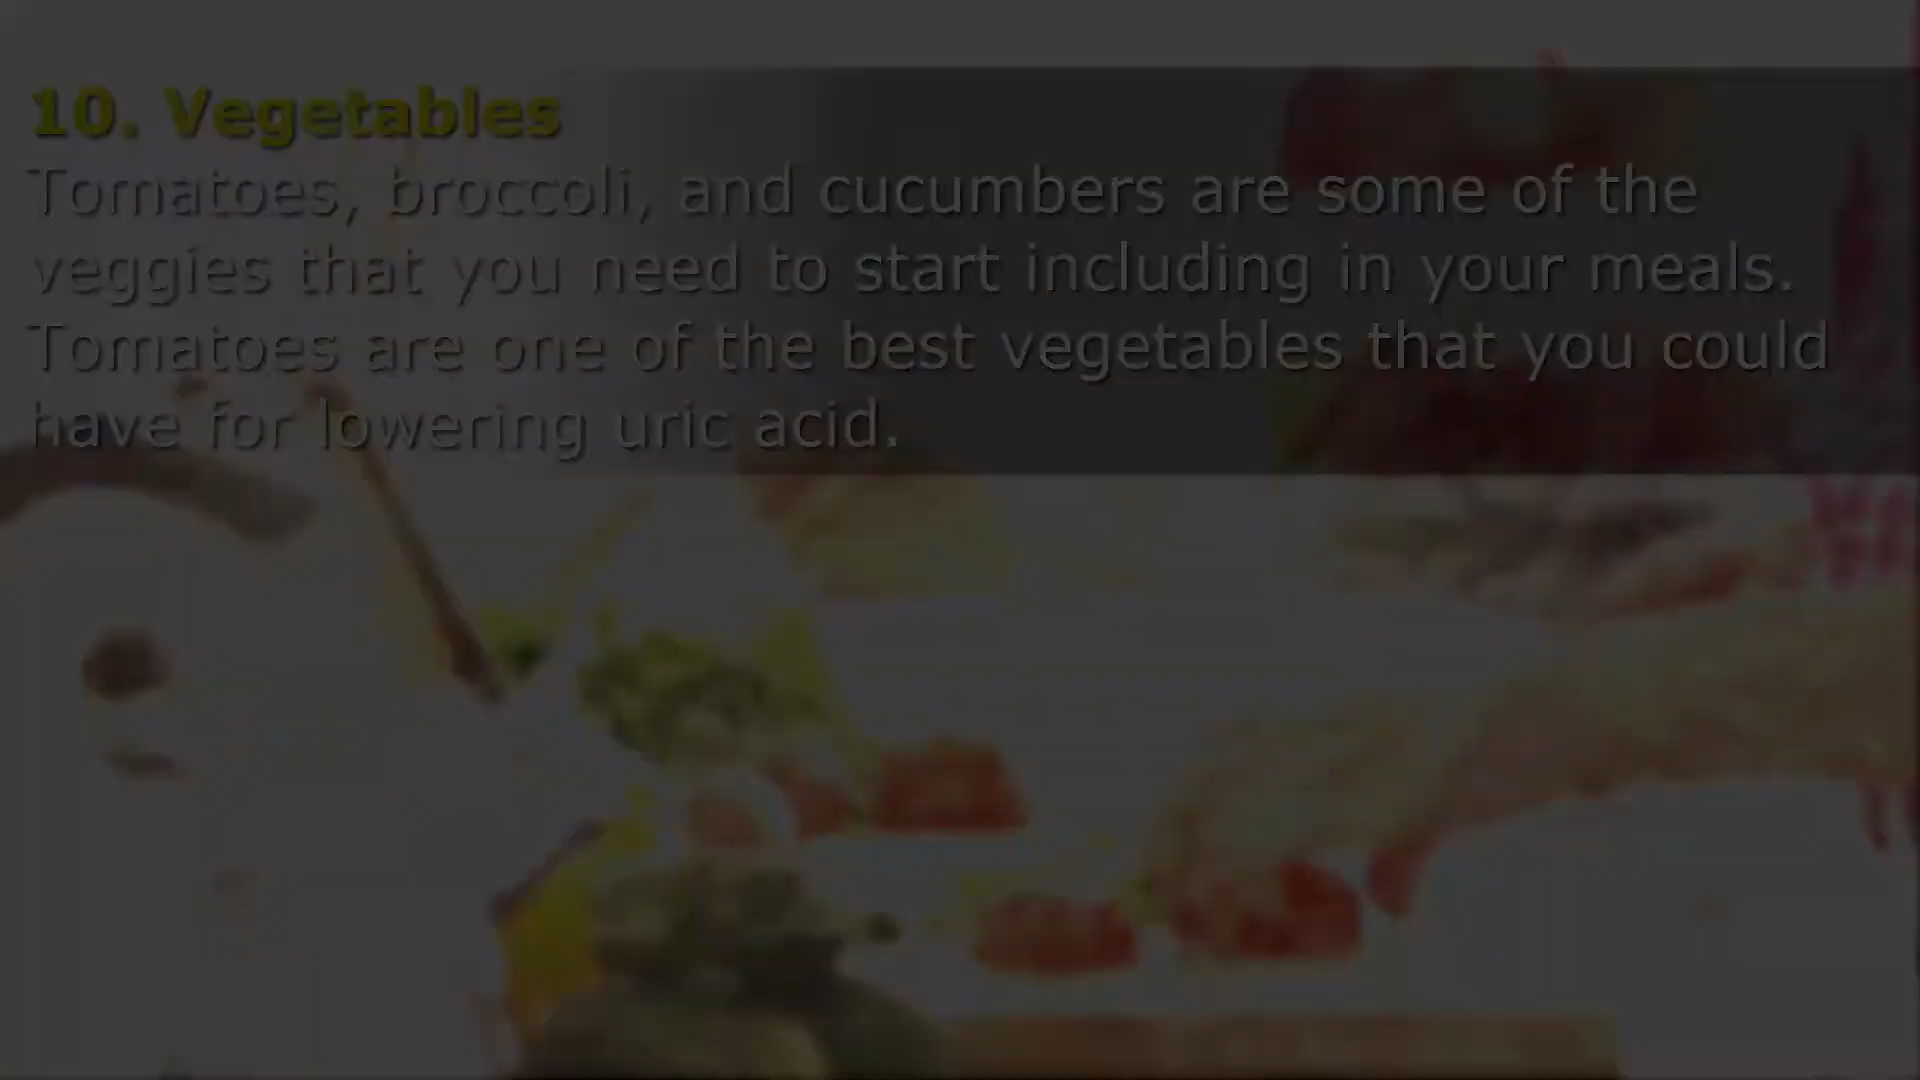 10. Vegetables
Tomatoes, broccoli, and cucumbers are some of the
veggies that you need to start including in your meals.
Tomatoes are one of the best vegetables that you could
have for lowering uric acid.